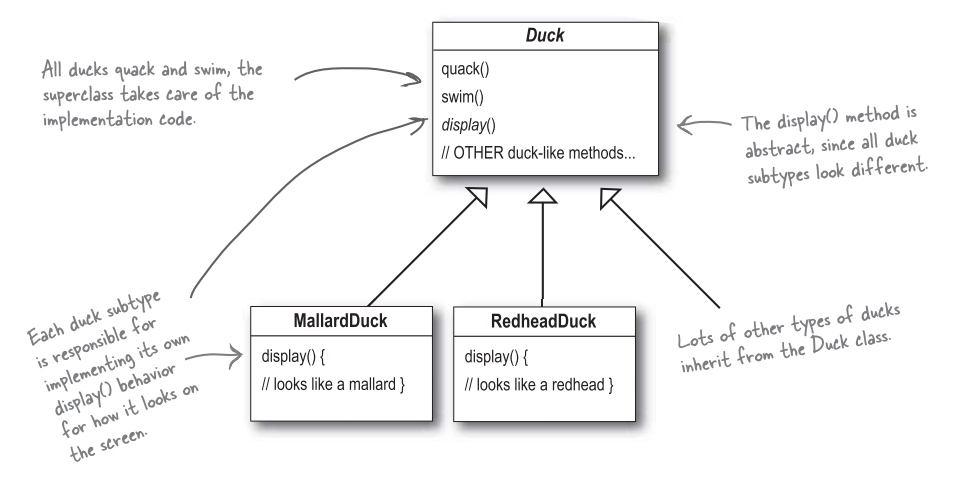 Duck
quack()
swim()
display()
// OTHER duck-like methods...
All ducks quack and swim, the
superclass takes care of the
implementation code.
The display() method is
abstract, since all duck
subtypes look different.
Each duck subtype
is responsible for
implementing its own
display() behavior
for how it looks on
the screen.
MallardDuck
display() {
// looks like a mallard }
RedheadDuck
display() {
// looks like a redhead }
Lots of other types of ducks
inherit from the Duck class.